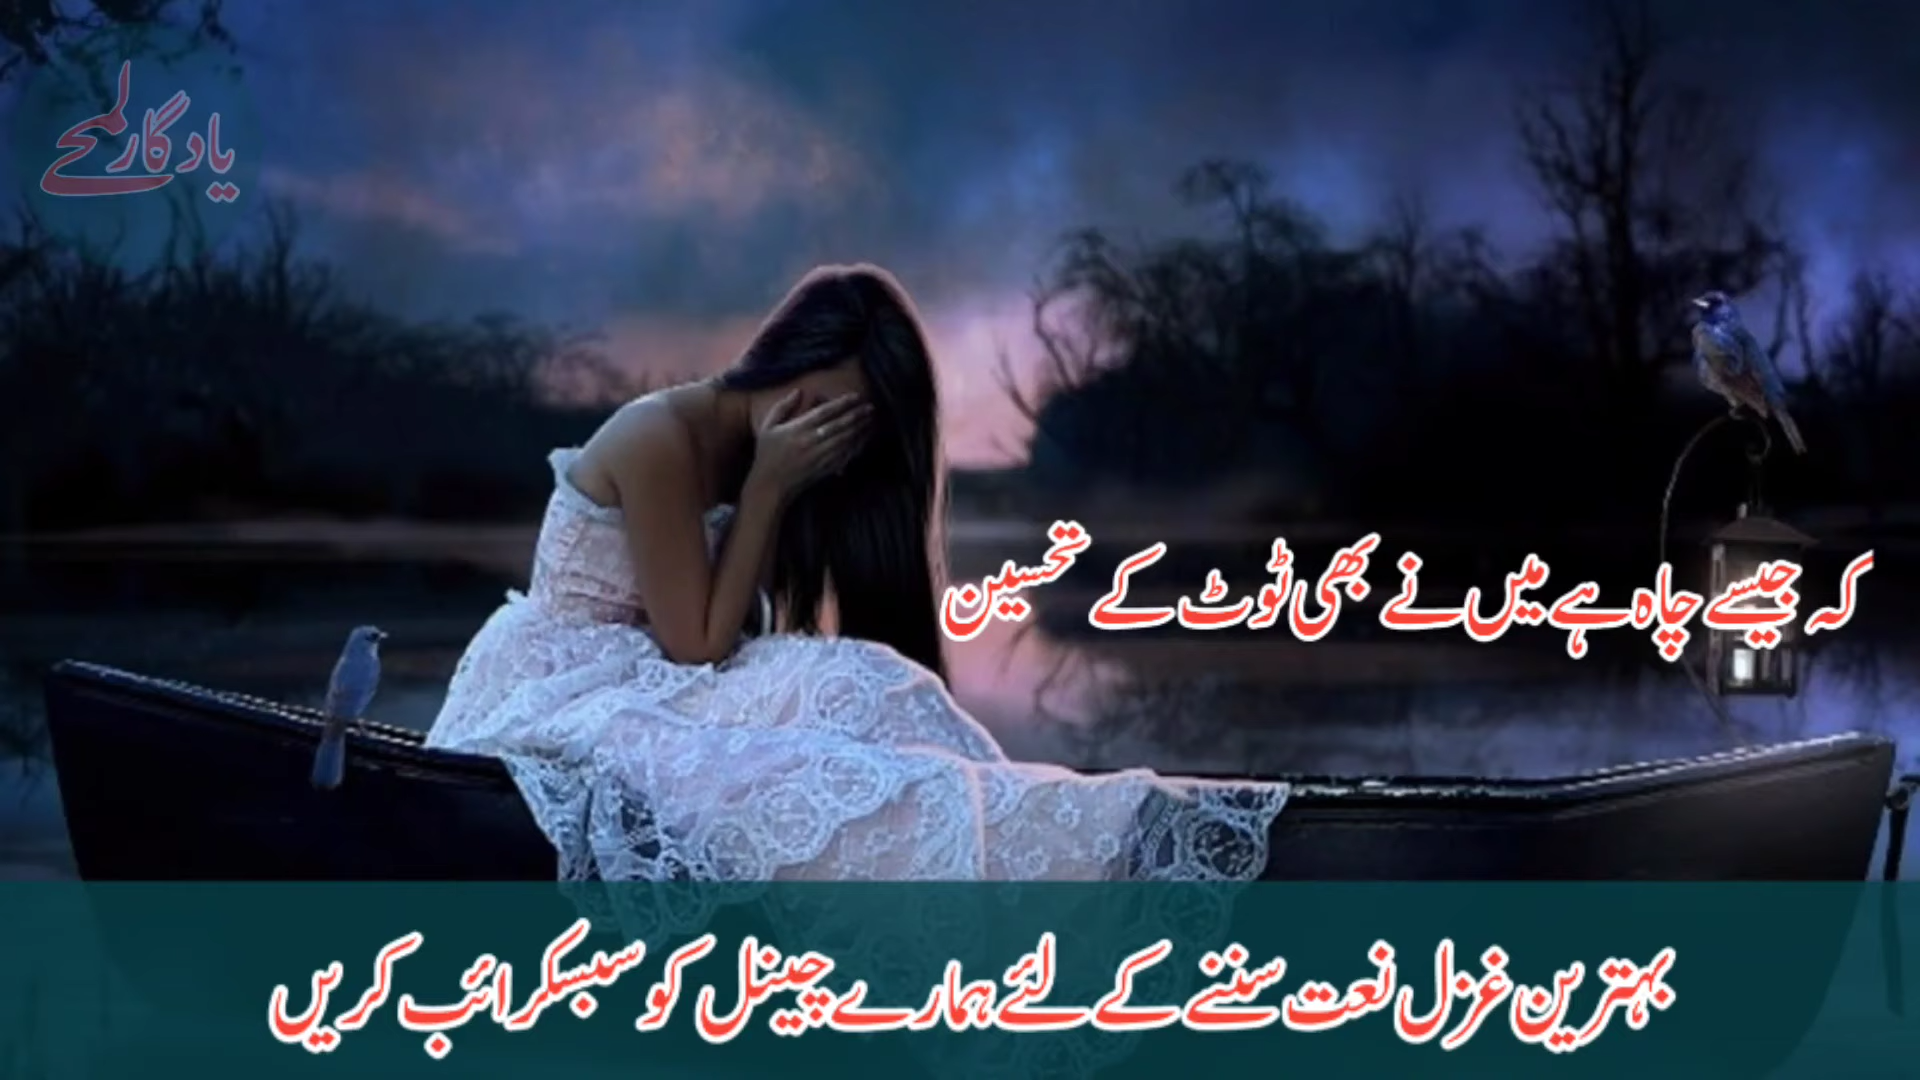 یادگار لمحے
کہ جیسے چاہ ہے میں نے بھی ٹوٹ کے تحسین
بہترین غزل نعت سننے کے لئے ہمارے چینل کو سبسکرائب کریں